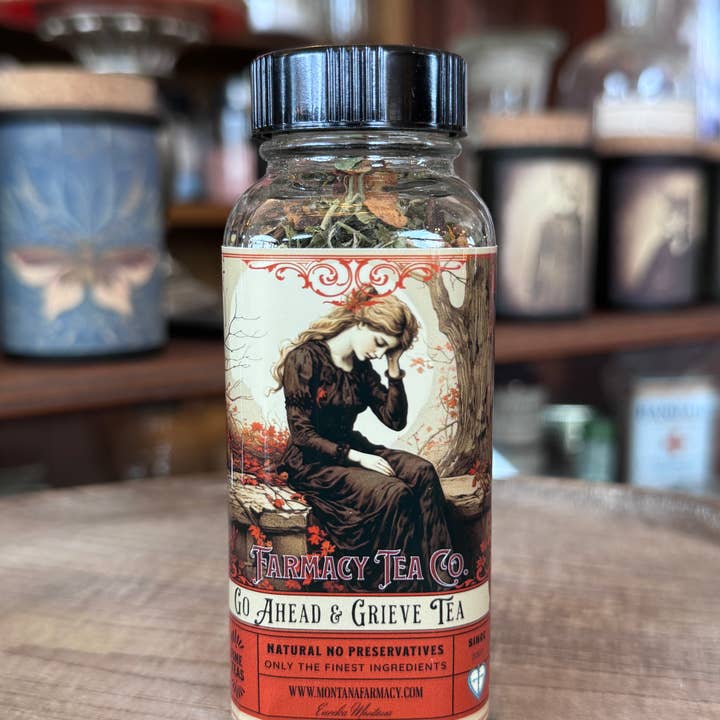 FARMACY TEA CO.
GO AHEAD & GRIEVE TEA
NATURAL NO PRESERVATIVES
ONLY THE FINEST INGREDIENTS
SINCE
WWW.MONTANAFARMACY.COM
Eureka Montana